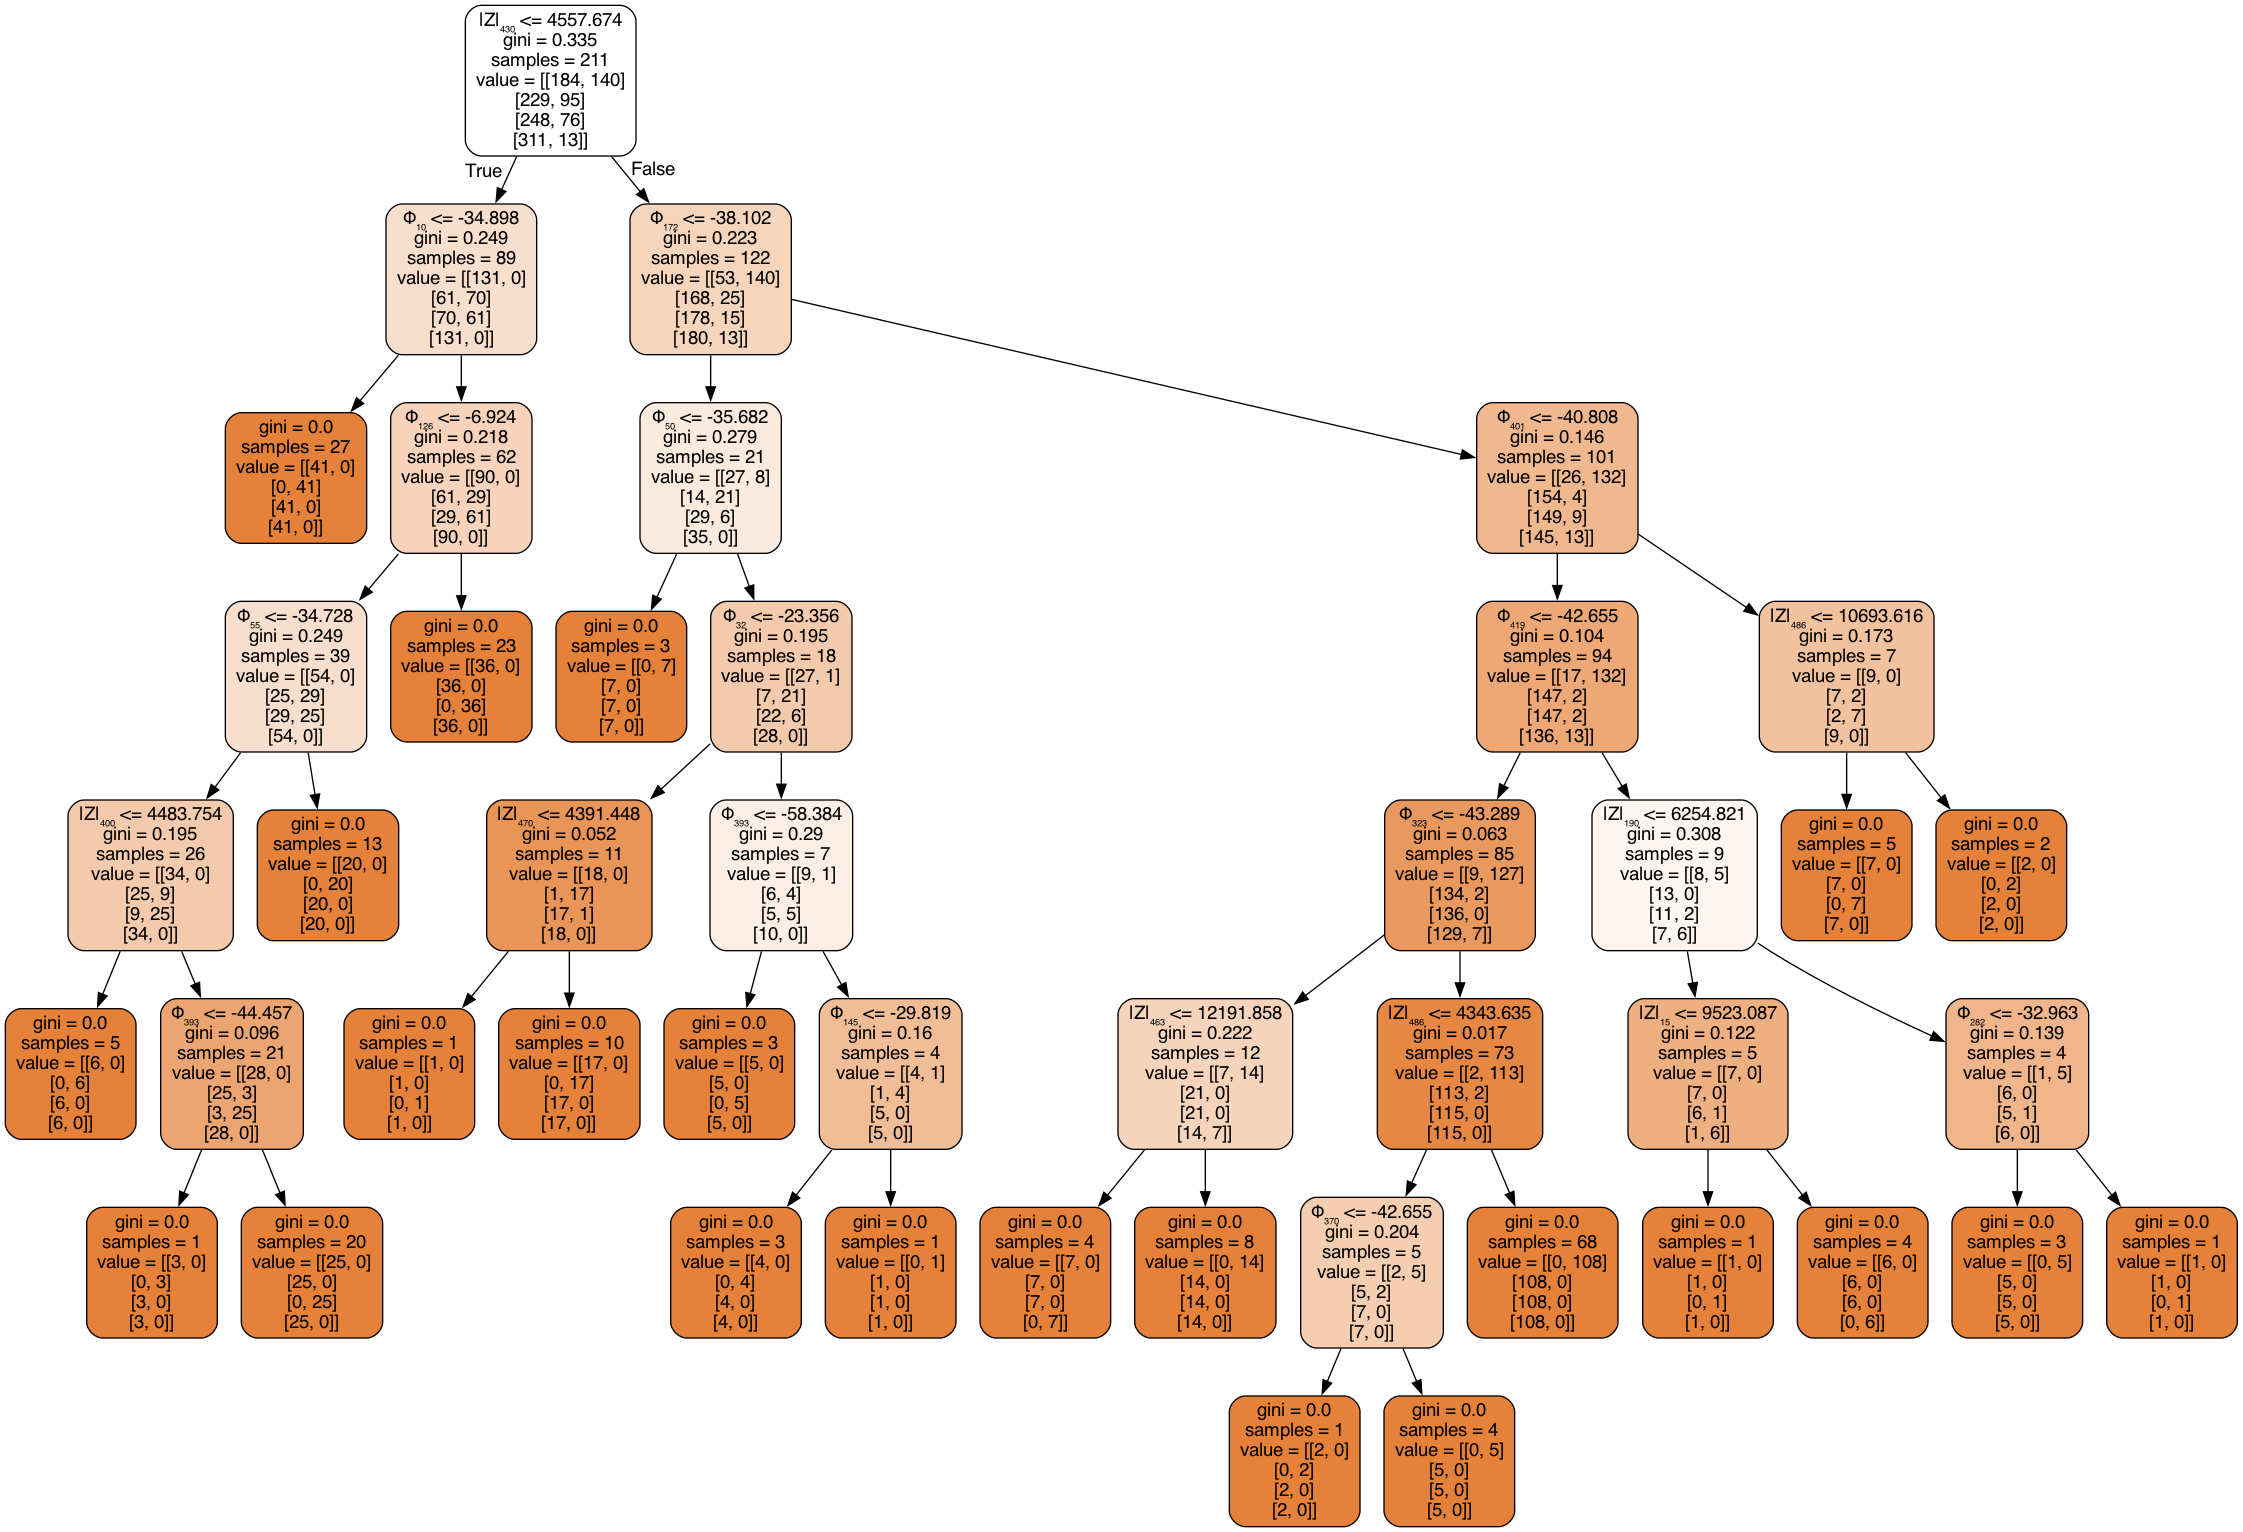 |Z|₄₃₀ <= 4557.674
gini = 0.335
samples = 211
value = [[184, 140]
[229, 95]
[248, 76]
[311, 13]]
True
False
Φ₁₀ <= -34.898
gini = 0.249
samples = 89
value = [[131, 0]
[61, 70]
[70, 61]
[131, 0]]
Φ₁₇₂ <= -38.102
gini = 0.223
samples = 122
value = [[53, 140]
[168, 25]
[178, 15]
[180, 13]]
gini = 0.0
samples = 27
value = [[41, 0]
[0, 41]
[41, 0]
[41, 0]]
Φ₁₂₆ <= -6.924
gini = 0.218
samples = 62
value = [[90, 0]
[61, 29]
[29, 61]
[90, 0]]
Φ₅₀ <= -35.682
gini = 0.279
samples = 21
value = [[27, 8]
[14, 21]
[29, 6]
[35, 0]]
Φ₄₀₁ <= -40.808
gini = 0.146
samples = 101
value = [[26, 132]
[154, 4]
[149, 9]
[145, 13]]
Φ₅₅ <= -34.728
gini = 0.249
samples = 39
value = [[54, 0]
[25, 29]
[29, 25]
[54, 0]]
gini = 0.0
samples = 23
value = [[36, 0]
[36, 0]
[0, 36]
[36, 0]]
gini = 0.0
samples = 3
value = [[0, 7]
[7, 0]
[7, 0]
[7, 0]]
Φ₃₂ <= -23.356
gini = 0.195
samples = 18
value = [[27, 1]
[7, 21]
[22, 6]
[28, 0]]
Φ₄₁₉ <= -42.655
gini = 0.104
samples = 94
value = [[17, 132]
[147, 2]
[147, 2]
[136, 13]]
|Z|₄₈₆ <= 10693.616
gini = 0.173
samples = 7
value = [[9, 0]
[7, 2]
[2, 7]
[9, 0]]
|Z|₄₀₀ <= 4483.754
gini = 0.195
samples = 26
value = [[34, 0]
[25, 9]
[9, 25]
[34, 0]]
gini = 0.0
samples = 13
value = [[20, 0]
[0, 20]
[20, 0]
[20, 0]]
|Z|₄₇₀ <= 4391.448
gini = 0.052
samples = 11
value = [[18, 0]
[1, 17]
[17, 1]
[18, 0]]
Φ₃₉₃ <= -58.384
gini = 0.29
samples = 7
value = [[9, 1]
[6, 4]
[5, 5]
[10, 0]]
Φ₃₂₃ <= -43.289
gini = 0.063
samples = 85
value = [[9, 127]
[134, 2]
[136, 0]
[129, 7]]
|Z|₁₉₀ <= 6254.821
gini = 0.308
samples = 9
value = [[8, 5]
[13, 0]
[11, 2]
[7, 6]]
gini = 0.0
samples = 5
value = [[7, 0]
[7, 0]
[0, 7]
[7, 0]]
gini = 0.0
samples = 2
value = [[2, 0]
[0, 2]
[2, 0]
[2, 0]]
gini = 0.0
samples = 5
value = [[6, 0]
[0, 6]
[6, 0]
[6, 0]]
Φ₃₉₃ <= -44.457
gini = 0.096
samples = 21
value = [[28, 0]
[25, 3]
[3, 25]
[28, 0]]
gini = 0.0
samples = 1
value = [[1, 0]
[1, 0]
[0, 1]
[1, 0]]
gini = 0.0
samples = 10
value = [[17, 0]
[0, 17]
[17, 0]
[17, 0]]
gini = 0.0
samples = 3
value = [[5, 0]
[5, 0]
[0, 5]
[5, 0]]
Φ₁₄₅ <= -29.819
gini = 0.16
samples = 4
value = [[4, 1]
[1, 4]
[5, 0]
[5, 0]]
|Z|₄₆₃ <= 12191.858
gini = 0.222
samples = 12
value = [[7, 14]
[21, 0]
[21, 0]
[14, 7]]
|Z|₄₈₆ <= 4343.635
gini = 0.017
samples = 73
value = [[2, 113]
[113, 2]
[115, 0]
[115, 0]]
|Z|₁₅ <= 9523.087
gini = 0.122
samples = 5
value = [[7, 0]
[7, 0]
[6, 1]
[1, 6]]
Φ₂₈₂ <= -32.963
gini = 0.139
samples = 4
value = [[1, 5]
[6, 0]
[5, 1]
[6, 0]]
gini = 0.0
samples = 1
value = [[3, 0]
[0, 3]
[3, 0]
[3, 0]]
gini = 0.0
samples = 20
value = [[25, 0]
[25, 0]
[0, 25]
[25, 0]]
gini = 0.0
samples = 3
value = [[4, 0]
[0, 4]
[4, 0]
[4, 0]]
gini = 0.0
samples = 1
value = [[0, 1]
[1, 0]
[1, 0]
[1, 0]]
gini = 0.0
samples = 4
value = [[7, 0]
[7, 0]
[7, 0]
[0, 7]]
gini = 0.0
samples = 8
value = [[0, 14]
[14, 0]
[14, 0]
[14, 0]]
Φ₃₇₀ <= -42.655
gini = 0.204
samples = 5
value = [[2, 5]
[5, 2]
[7, 0]
[7, 0]]
gini = 0.0
samples = 68
value = [[0, 108]
[108, 0]
[108, 0]
[108, 0]]
gini = 0.0
samples = 1
value = [[1, 0]
[1, 0]
[0, 1]
[1, 0]]
gini = 0.0
samples = 4
value = [[6, 0]
[6, 0]
[6, 0]
[0, 6]]
gini = 0.0
samples = 3
value = [[0, 5]
[5, 0]
[5, 0]
[5, 0]]
gini = 0.0
samples = 1
value = [[1, 0]
[1, 0]
[0, 1]
[1, 0]]
gini = 0.0
samples = 1
value = [[2, 0]
[0, 2]
[2, 0]
[2, 0]]
gini = 0.0
samples = 4
value = [[0, 5]
[5, 0]
[5, 0]
[5, 0]]